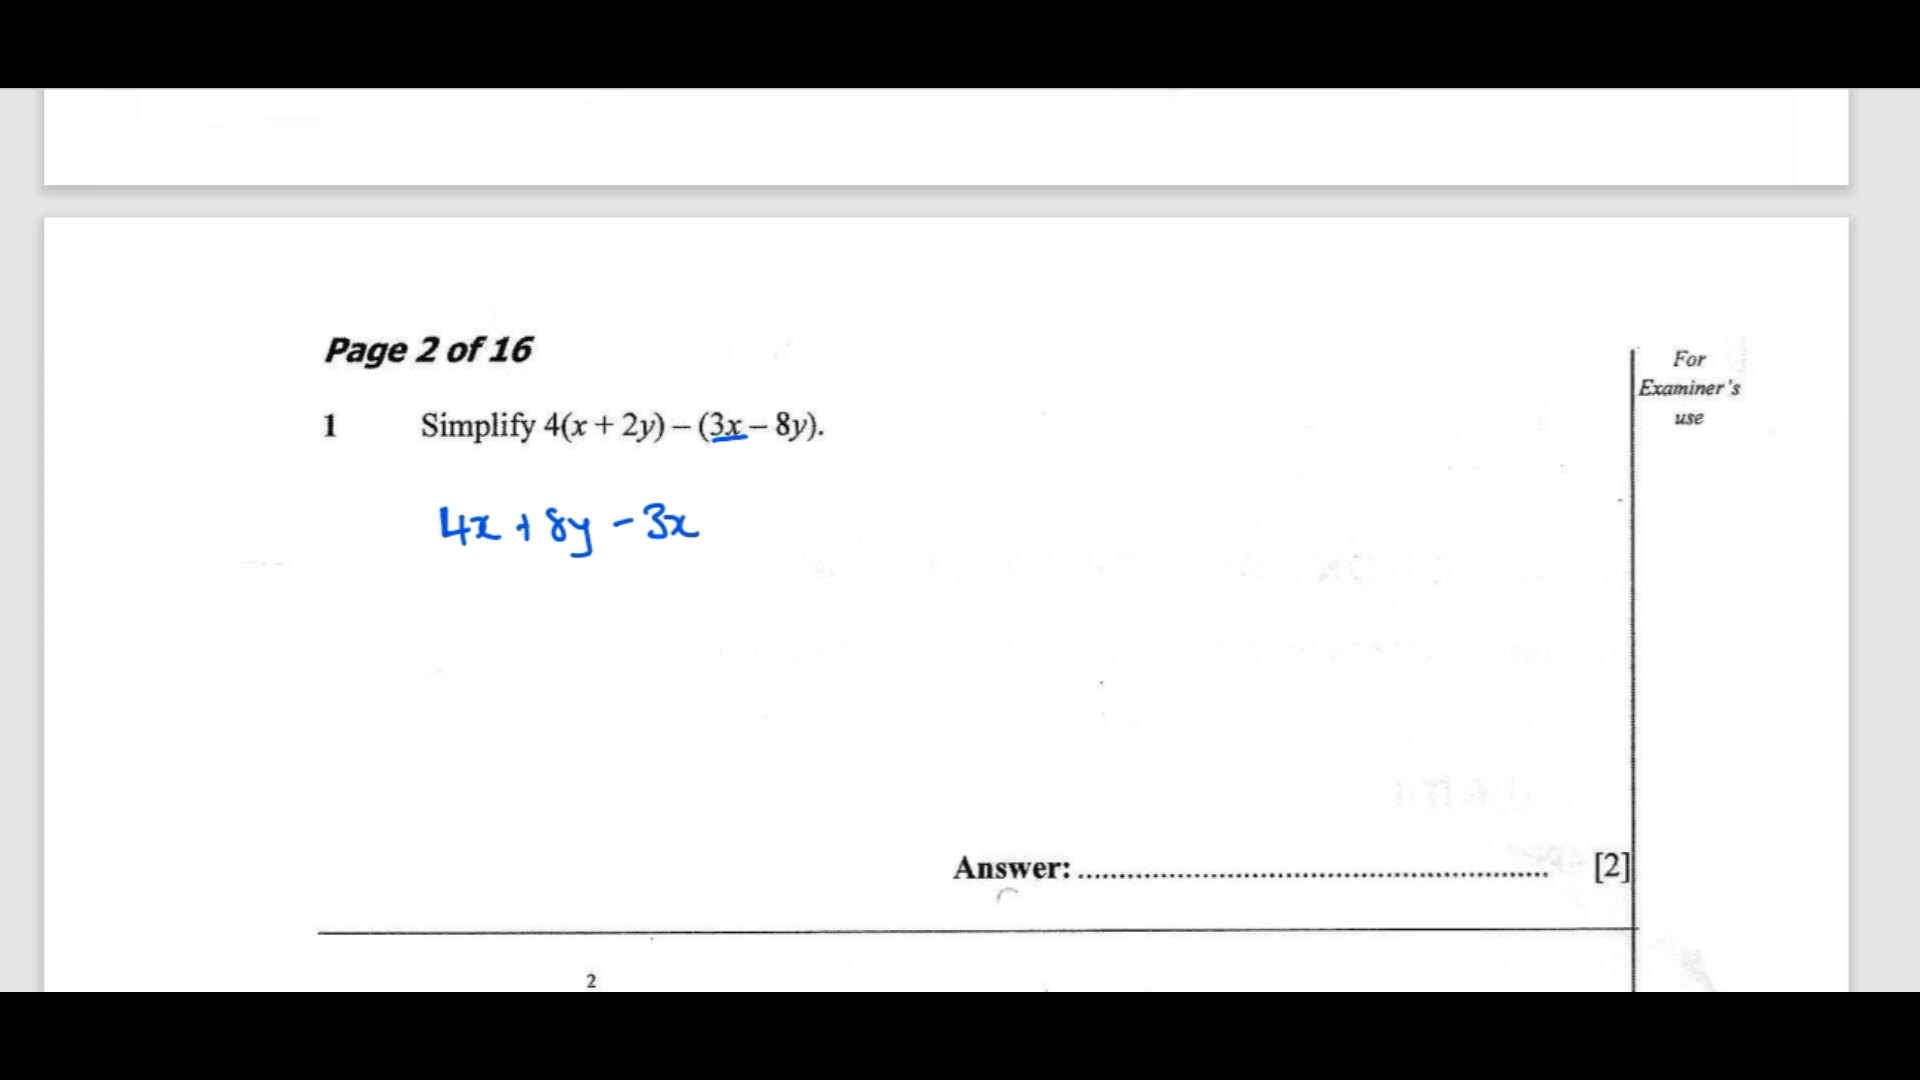 Page 2 of 16
For
Examiner's
use
1 Simplify 4(x + 2y) – (3x – 8y).
4x + 8y - 3x
Answer: ........................................................ [2]
2